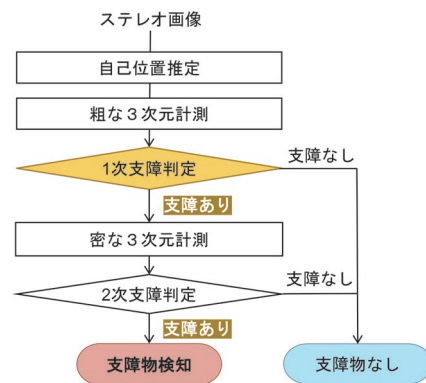 ステレオ画像
自己位置推定
粗な3次元計測
1次支障判定
支障なし
支障あり
密な3次元計測
2次支障判定
支障なし
支障あり
支障物検知
支障物なし